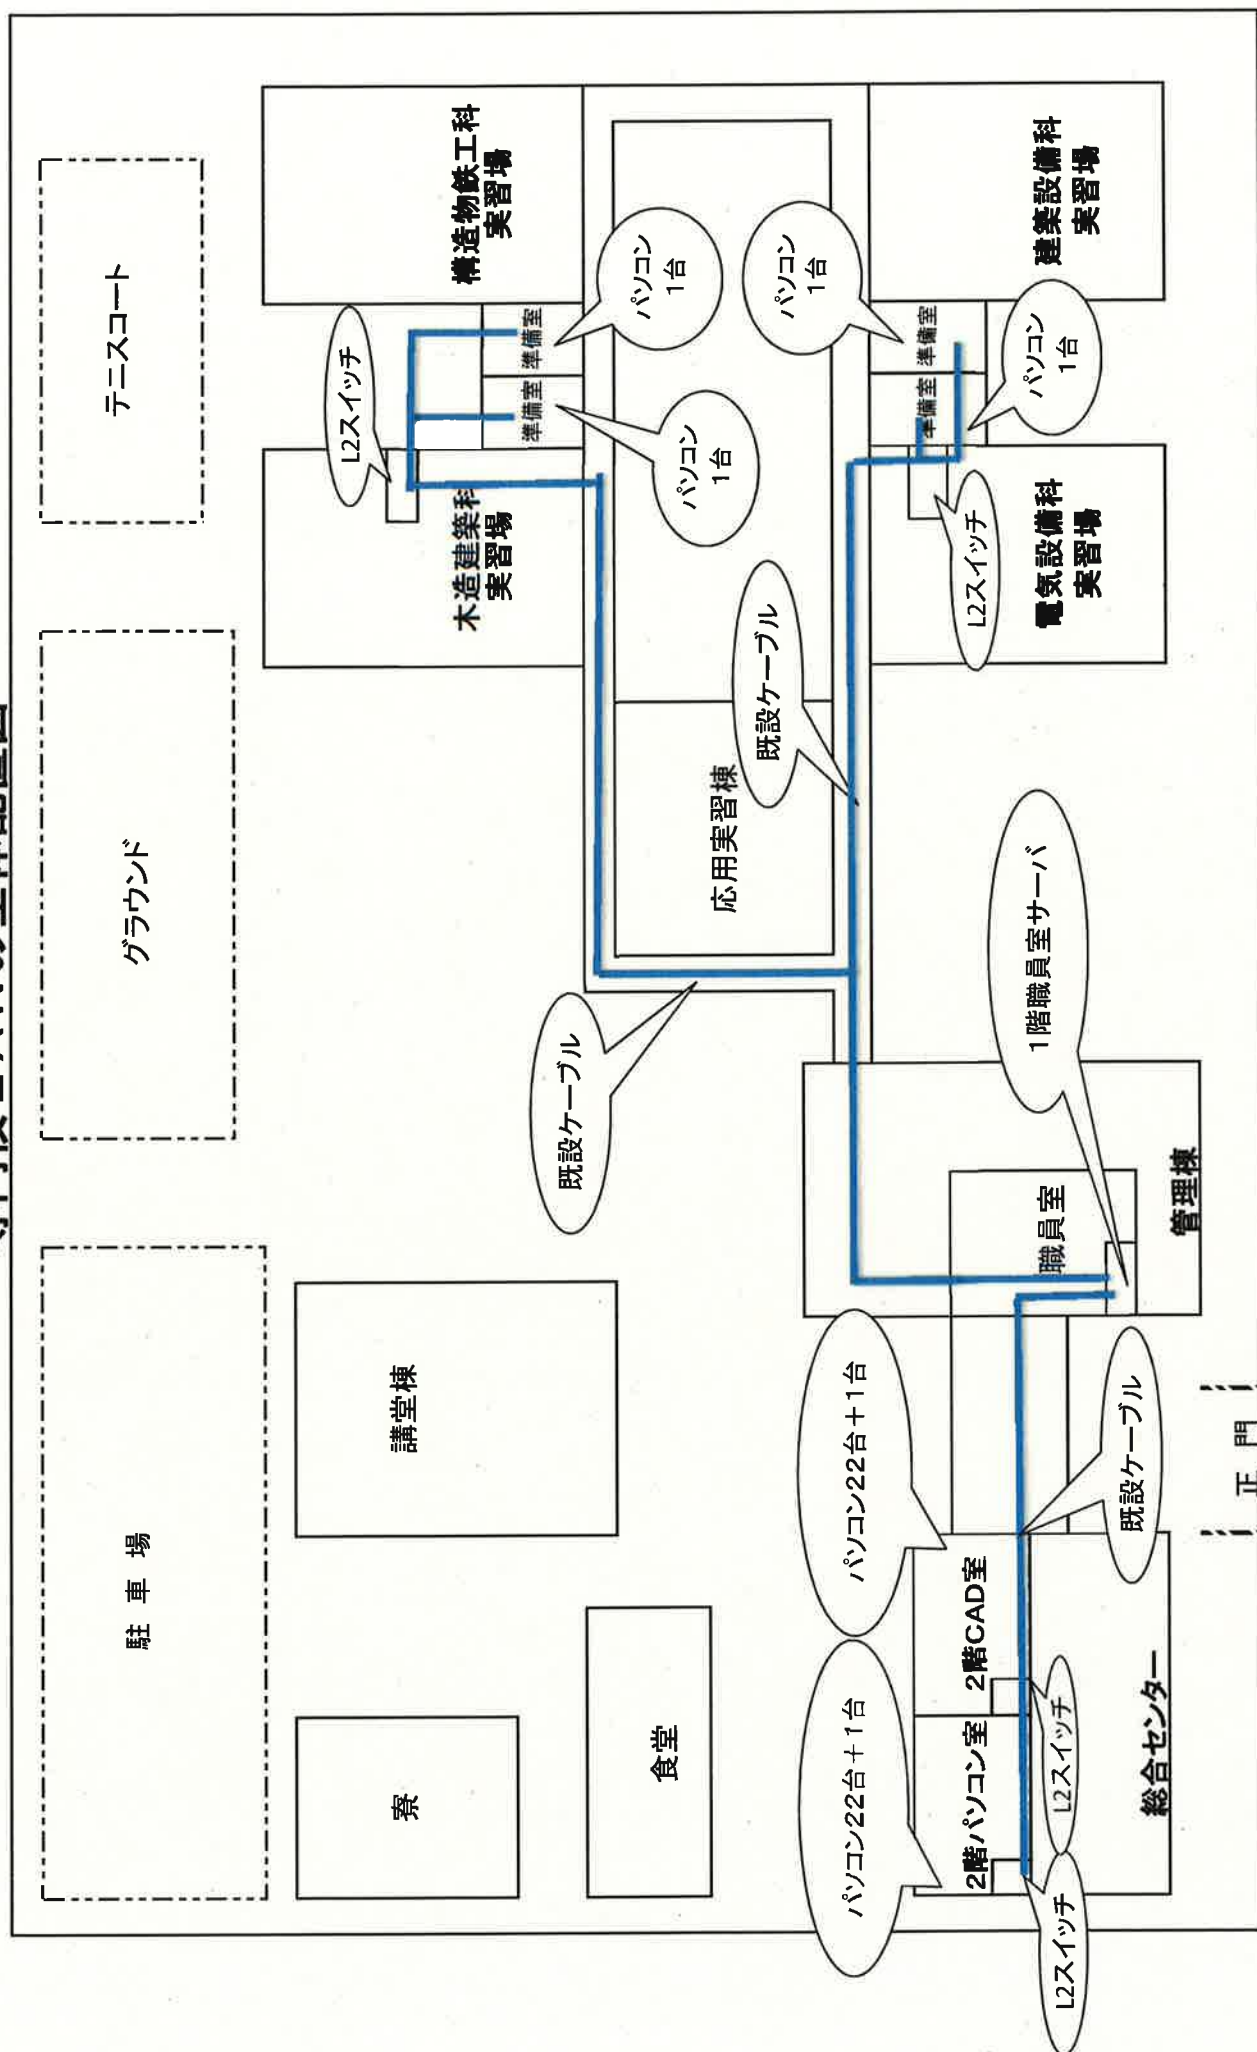 テニスコート
グラウンド
駐 車 場
構造物鉄工科
実習場
L2スイッチ
準備室
準備室
木造建築科
実習場
パソコン
1台
パソコン
1台
パソコン
1台
建築設備科
実習場
準備室
準備室
パソコン
1台
L2スイッチ
電気設備科
実習場
既設ケーブル
応用実習棟
既設ケーブル
1階職員室サーバ
職員室
管理棟
講堂棟
寮
食堂
パソコン22台+1台
パソコン22台+1台
2階CAD室
2階パソコン室
既設ケーブル
L2スイッチ
L2スイッチ
総合センター
正 門